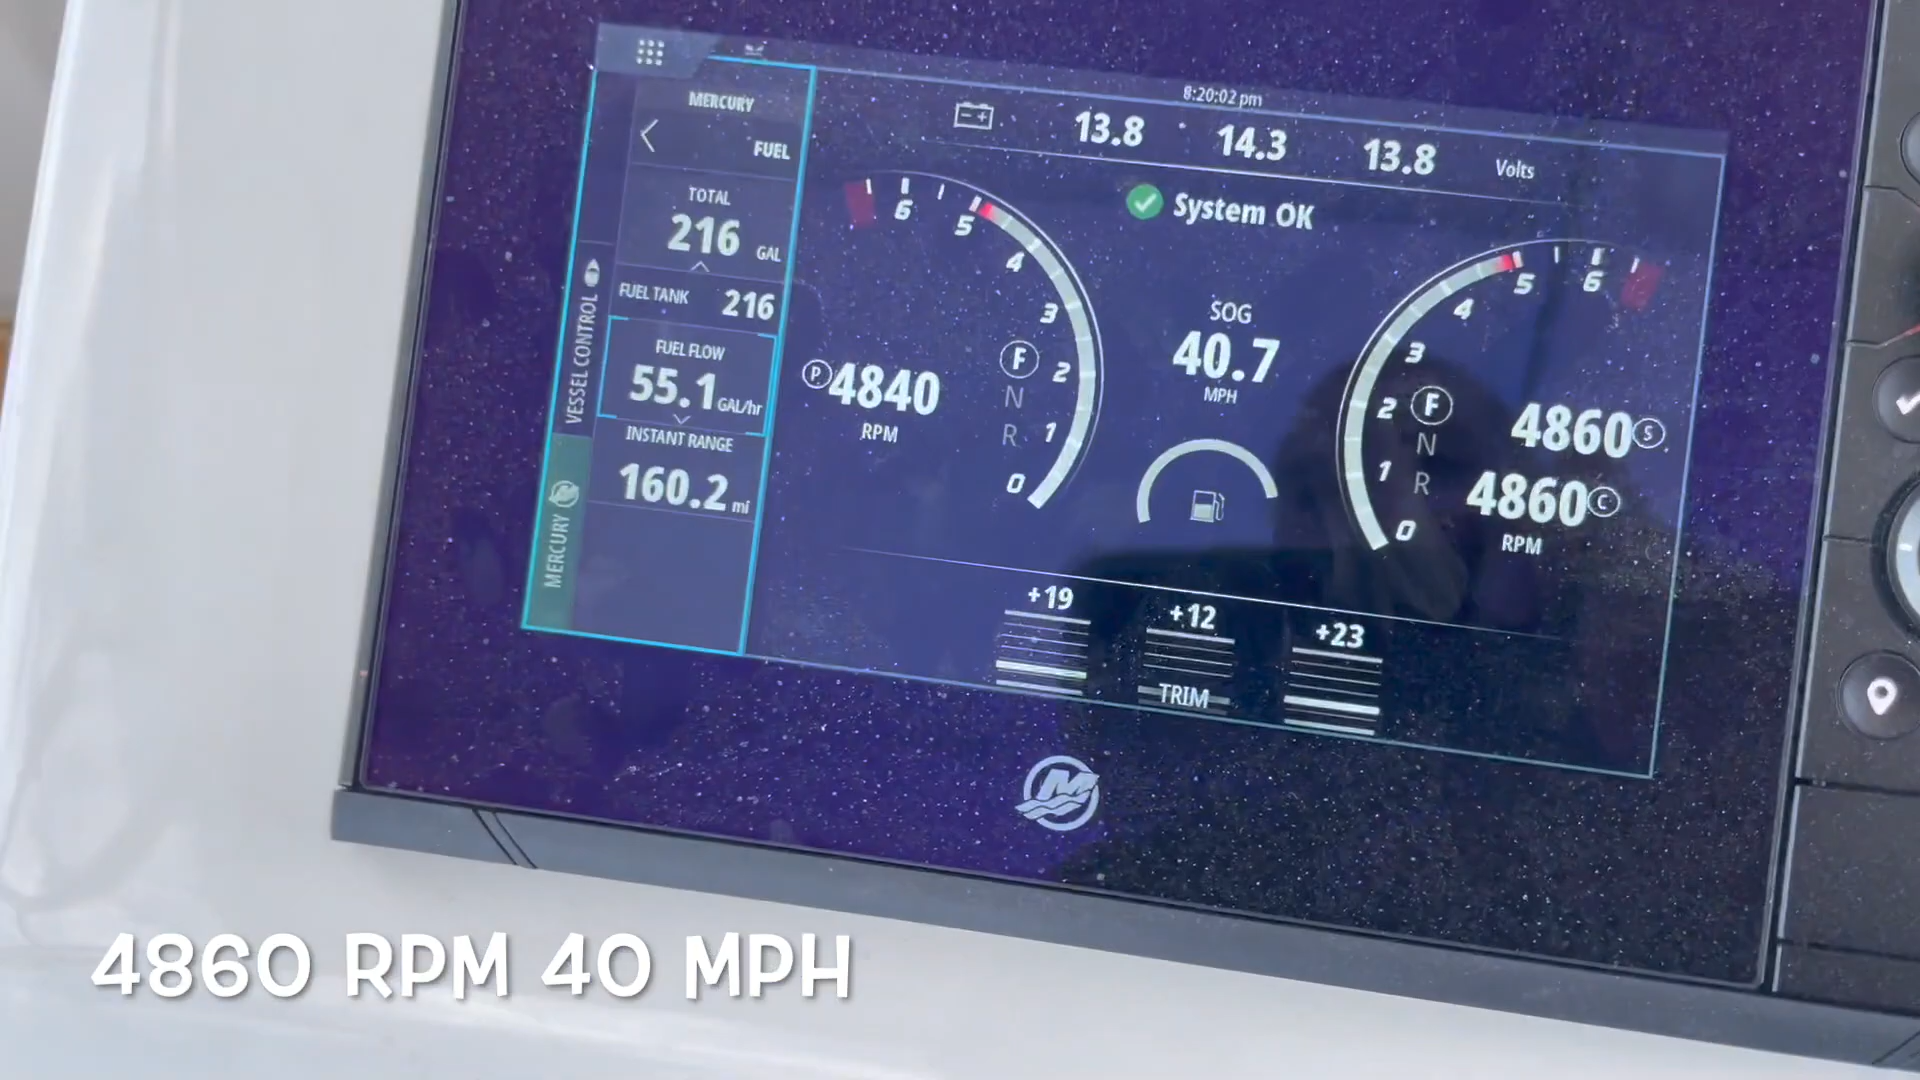 8:20:02 pm
13.8 14.3 13.8 Volts
System OK
MERCURY
FUEL
TOTAL
216 GAL
FUEL TANK 216
FUEL FLOW
55.1 GAL/hr
INSTANT RANGE
160.2 mi
VESSEL CONTROL
MERCURY
6
5
4
3
2
1
0
P 4840
RPM
F
N
R
SOG
40.7
MPH
6
5
4
3
2
1
0
F
N
R
4860 S
4860 C
RPM
+19 +12 +23
TRIM
4860 RPM 40 MPH